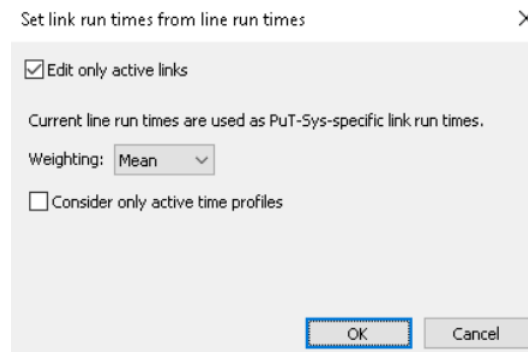 Set link run times from line run times
Edit only active links
Current line run times are used as PuT-Sys-specific link run times.
Weighting: Mean
Consider only active time profiles
OK Cancel